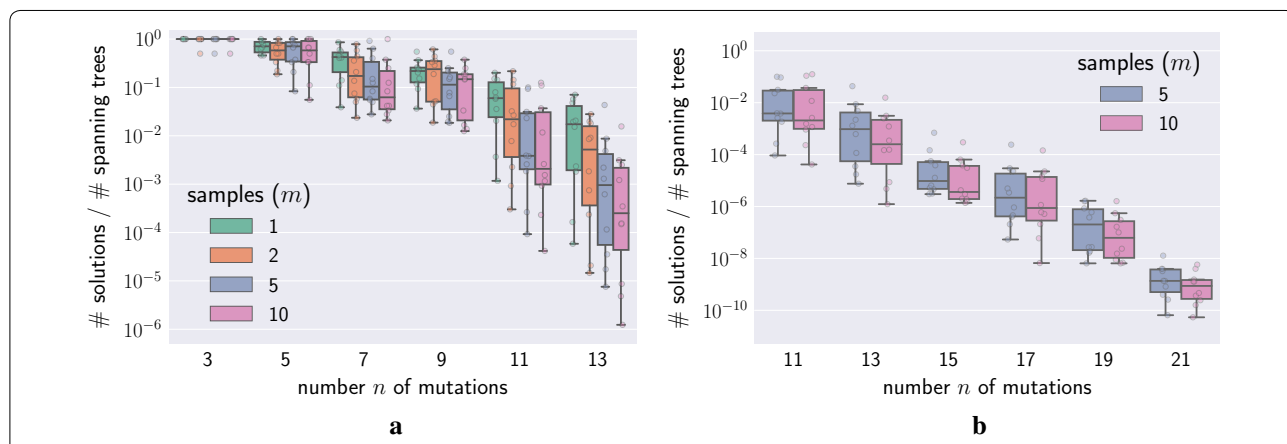 # solutions / # spanning trees
10^0
10^-1
10^-2
10^-3
10^-4
10^-5
10^-6
samples (m)
1
2
5
10
3 5 7 9 11 13
number n of mutations
a
# solutions / # spanning trees
10^0
10^-2
10^-4
10^-6
10^-8
10^-10
samples (m)
5
10
11 13 15 17 19 21
number n of mutations
b